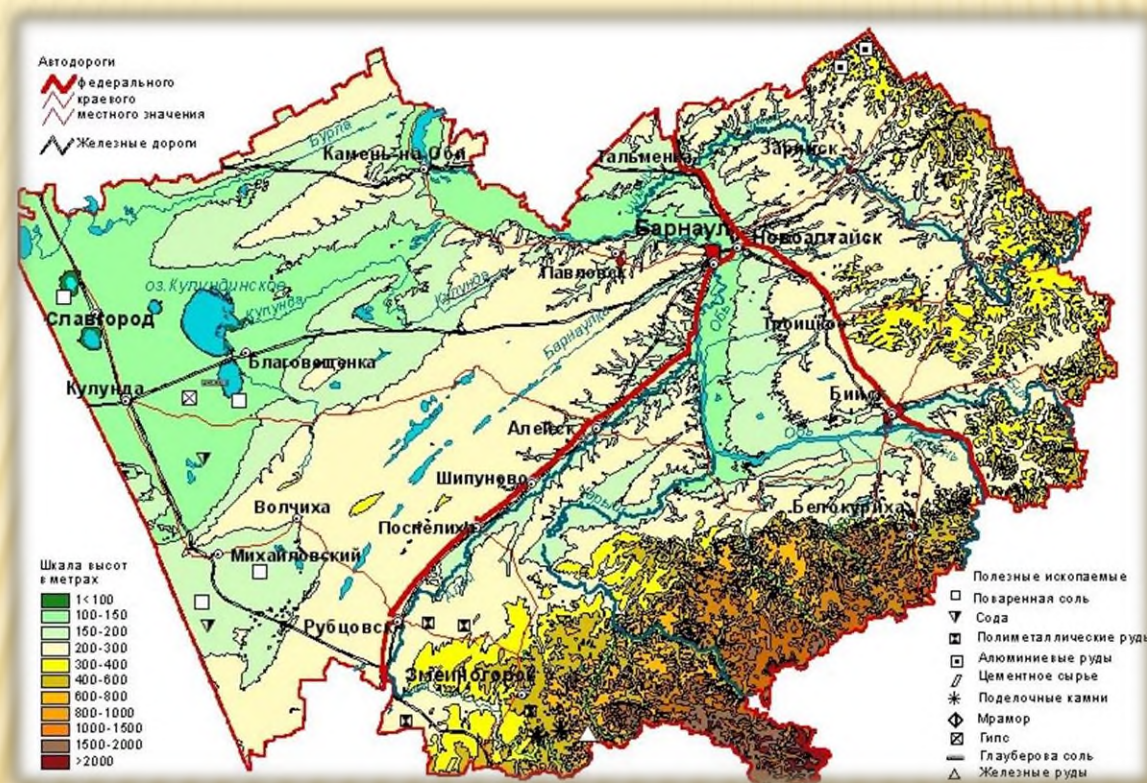 Автодороги
федерального
краевого
местного значения
Железные дороги
Бурла
Камень-на-Оби
Тальменка
Заринск
Барнаул
Новоалтайск
Павловск
оз.Кулундинское
Кулунда
Кулунда
Славгород
Барнаулка
Обь
Троицкое
Благовещенка
Кулунда
Бийск
Алейск
Обь
Шипуново
Чарыш
Волчиха
Поспелиха
Белокуриха
Михайловский
Алей
Рубцовск
Змеиногорск
Шкала высот
в метрах
1< 100
100-150
150-200
200-300
300-400
400-600
600-800
800-1000
1000-1500
1500-2000
>2000
Полезные ископаемые
Поваренная соль
Сода
Полиметаллические руды
Алюминиевые руды
Цементное сырье
Поделочные камни
Мрамор
Гипс
Глауберова соль
Железные руды